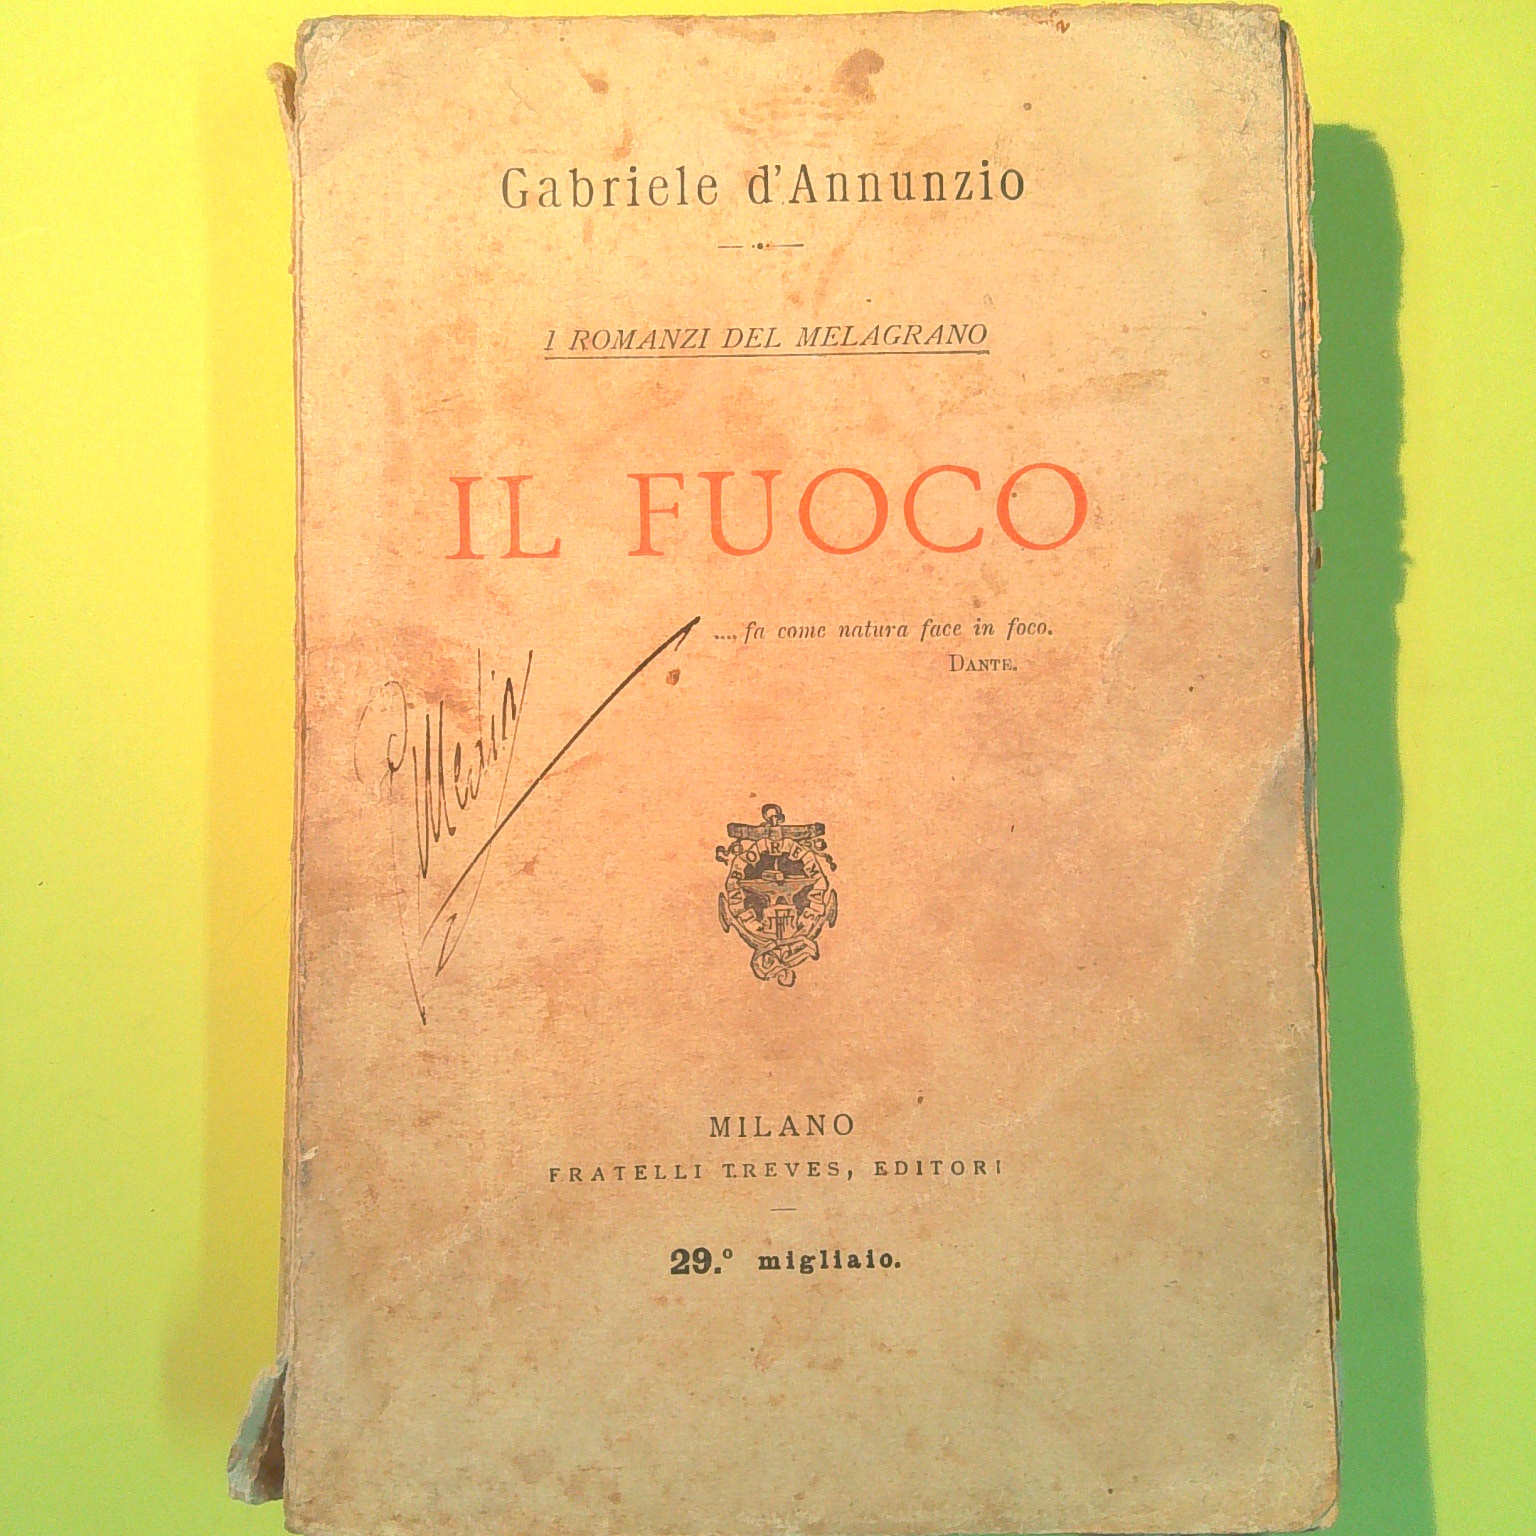 Gabriele d'Annunzio
I ROMANZI DEL MELAGRANO
IL FUOCO
...., fa come natura face in foco.
DANTE.
LABOREMVS
MILANO
FRATELLI TREVES, EDITORI
29.º migliaio.